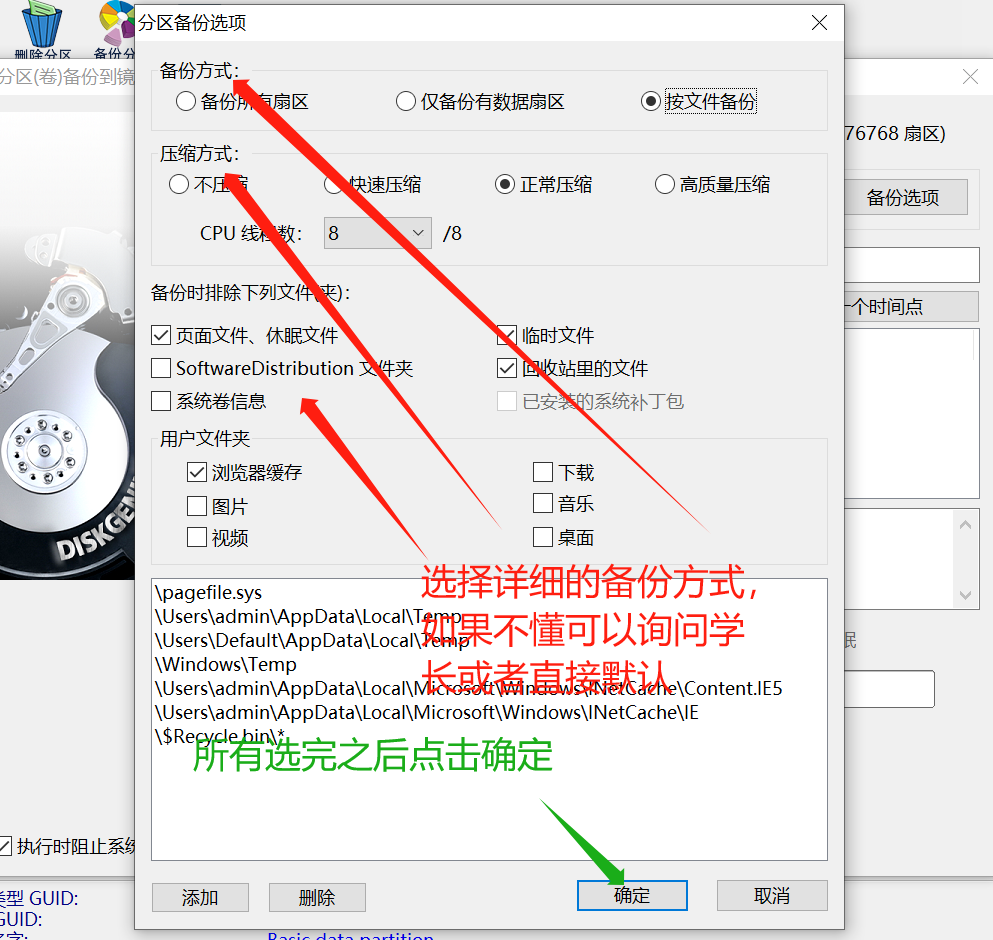 删除分区
备份分
分区(卷)备份到镜
分区备份选项
备份方式:
备份所有扇区
仅备份有数据扇区
按文件备份
76768 扇区)
压缩方式:
不压缩
快速压缩
正常压缩
高质量压缩
备份选项
CPU 线程数:
8
/8
备份时排除下列文件(夹):
一个时间点
页面文件、休眠文件
临时文件
SoftwareDistribution 文件夹
回收站里的文件
系统卷信息
已安装的系统补丁包
用户文件夹
浏览器缓存
下载
图片
音乐
视频
桌面
DISKGENI
选择详细的备份方式,
如果不懂可以询问学
长或者直接默认
\pagefile.sys
\Users\admin\AppData\Local\Temp
\Users\Default\AppData\Local\Temp
\Windows\Temp
\Users\admin\AppData\Local\Microsoft\Windows\INetCache\Content.IE5
\Users\admin\AppData\Local\Microsoft\Windows\INetCache\IE
\$Recycle.bin\*
所有选完之后点击确定
执行时阻止系统
添加
删除
确定
取消
类型 GUID:
GUID:
名字:
Basic data partition